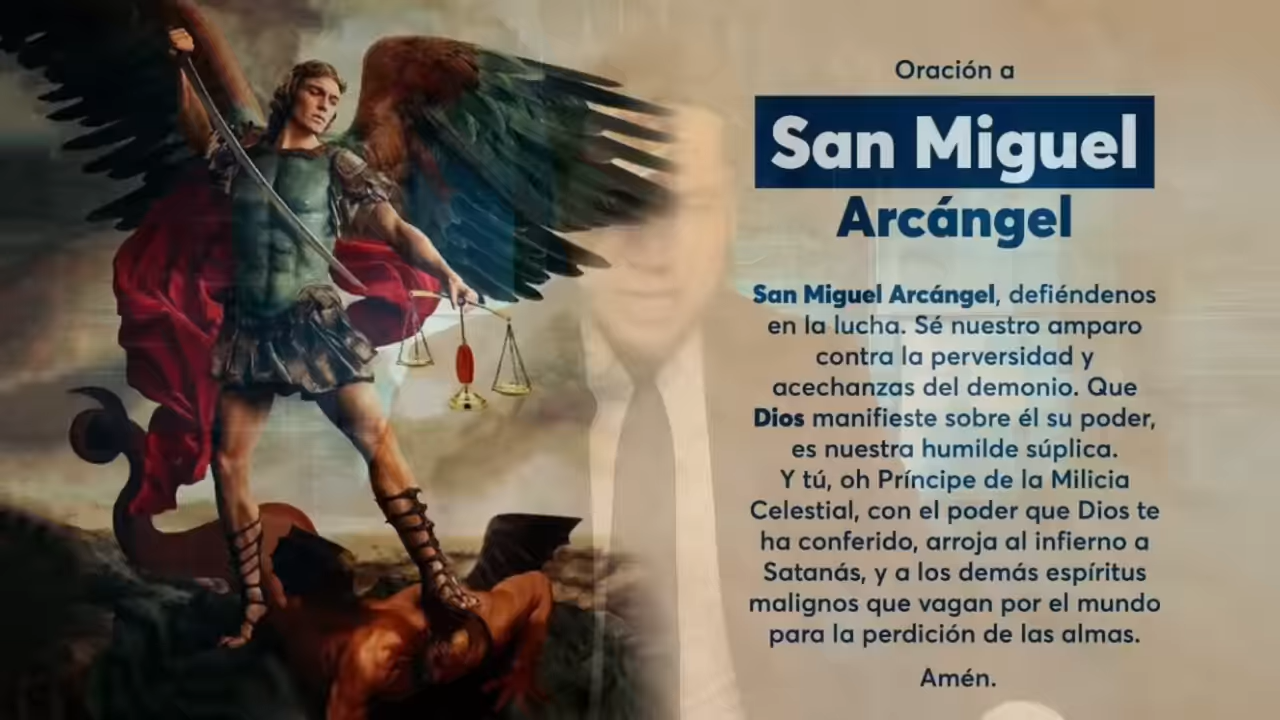 Oración a
San Miguel
Arcángel
San Miguel Arcángel, defiéndenos
en la lucha. Sé nuestro amparo
contra la perversidad y
acechanzas del demonio. Que
Dios manifieste sobre él su poder,
es nuestra humilde súplica.
Y tú, oh Príncipe de la Milicia
Celestial, con el poder que Dios te
ha conferido, arroja al infierno a
Satanás, y a los demás espíritus
malignos que vagan por el mundo
para la perdición de las almas.
Amén.